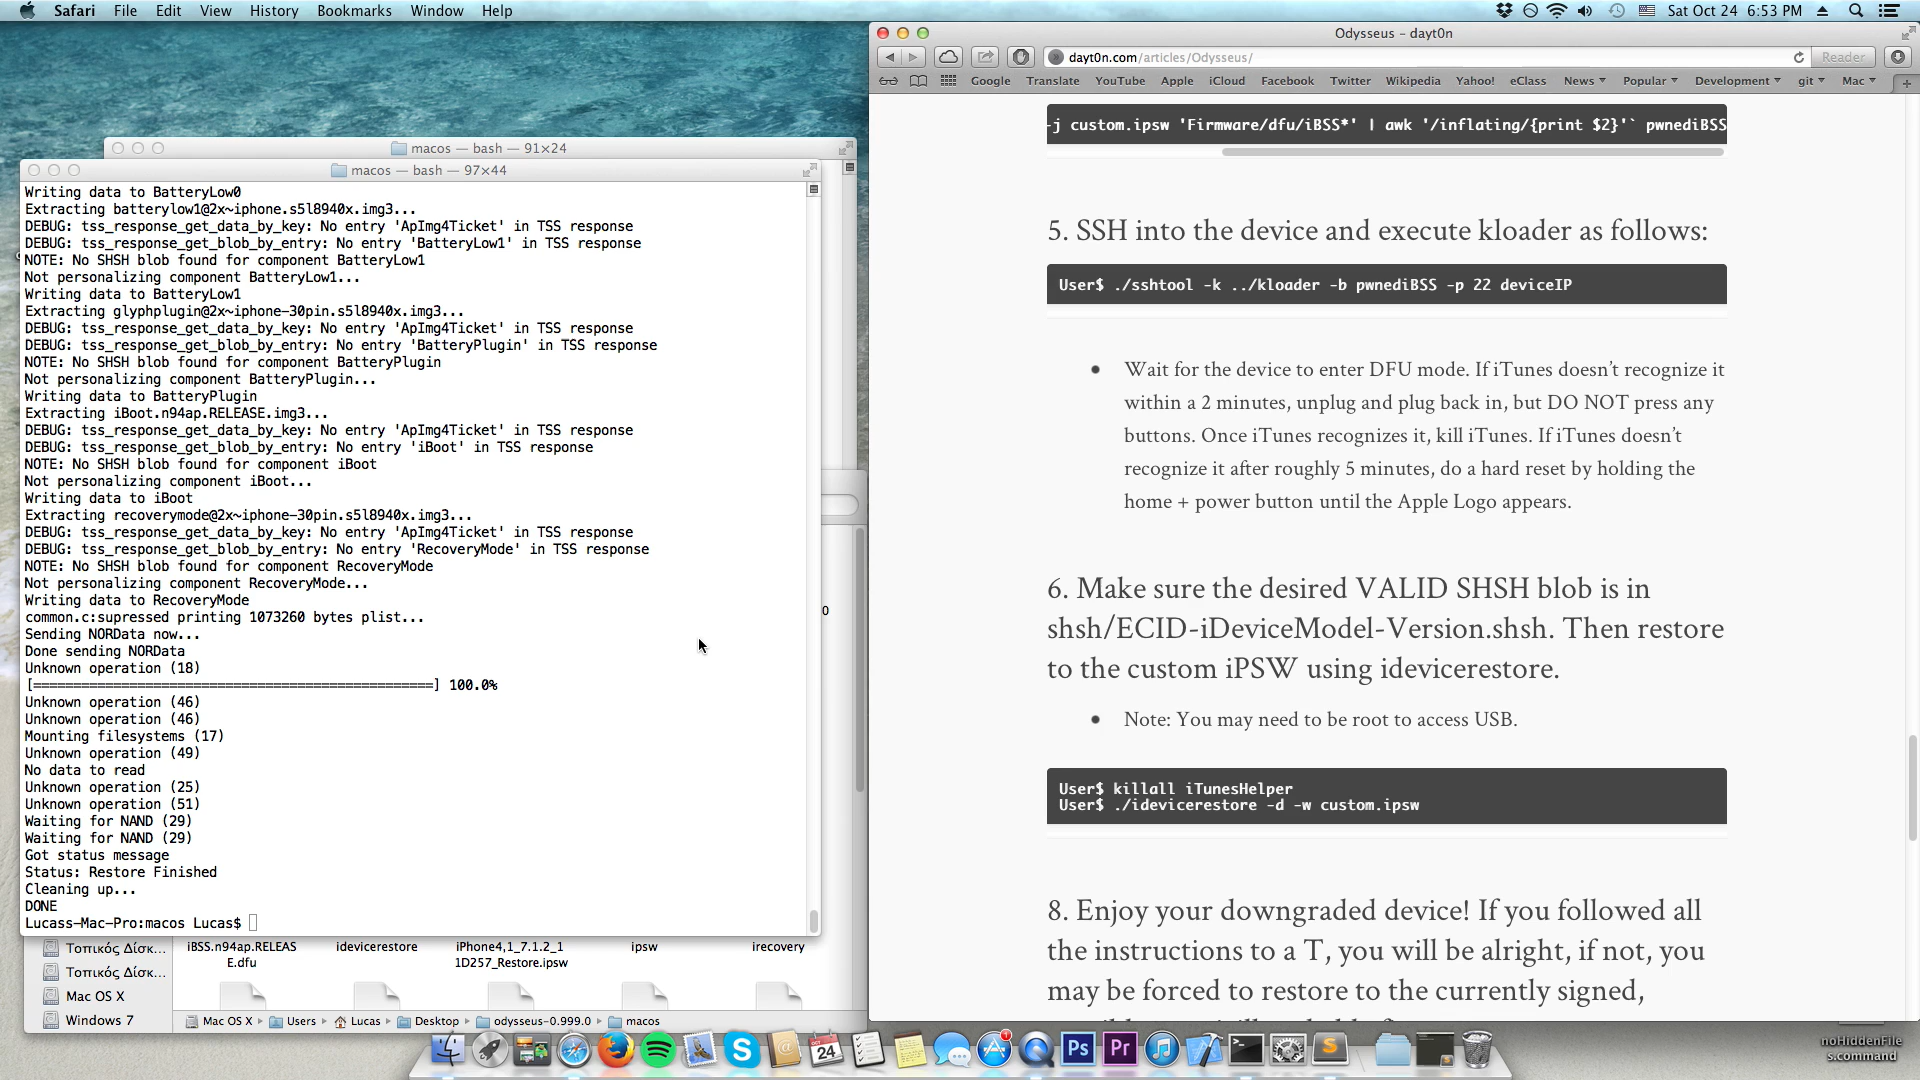 Safari File Edit View History Bookmarks Window Help
Sat Oct 24 6:53 PM
macos — bash — 91×24
macos — bash — 97×44
Writing data to BatteryLow0
Extracting batterylow1@2x~iphone.s5l8940x.img3...
DEBUG: tss_response_get_data_by_key: No entry 'ApImg4Ticket' in TSS response
DEBUG: tss_response_get_blob_by_entry: No entry 'BatteryLow1' in TSS response
NOTE: No SHSH blob found for component BatteryLow1
Not personalizing component BatteryLow1...
Writing data to BatteryLow1
Extracting glyphplugin@2x~iphone-30pin.s5l8940x.img3...
DEBUG: tss_response_get_data_by_key: No entry 'ApImg4Ticket' in TSS response
DEBUG: tss_response_get_blob_by_entry: No entry 'BatteryPlugin' in TSS response
NOTE: No SHSH blob found for component BatteryPlugin
Not personalizing component BatteryPlugin...
Writing data to BatteryPlugin
Extracting iBoot.n94ap.RELEASE.img3...
DEBUG: tss_response_get_data_by_key: No entry 'ApImg4Ticket' in TSS response
DEBUG: tss_response_get_blob_by_entry: No entry 'iBoot' in TSS response
NOTE: No SHSH blob found for component iBoot
Not personalizing component iBoot...
Writing data to iBoot
Extracting recoverymode@2x~iphone-30pin.s5l8940x.img3...
DEBUG: tss_response_get_data_by_key: No entry 'ApImg4Ticket' in TSS response
DEBUG: tss_response_get_blob_by_entry: No entry 'RecoveryMode' in TSS response
NOTE: No SHSH blob found for component RecoveryMode
Not personalizing component RecoveryMode...
Writing data to RecoveryMode
common.c:supressed printing 1073260 bytes plist...
Sending NORData now...
Done sending NORData
Unknown operation (18)
[==================================================] 100.0%
Unknown operation (46)
Unknown operation (46)
Mounting filesystems (17)
Unknown operation (49)
No data to read
Unknown operation (25)
Unknown operation (51)
Waiting for NAND (29)
Waiting for NAND (29)
Got status message
Status: Restore Finished
Cleaning up...
DONE
Lucass-Mac-Pro:macos Lucas$
0
Τοπικός Δίσκ...
Τοπικός Δίσκ...
Mac OS X
Windows 7
iBSS.n94ap.RELEAS
E.dfu
idevicerestore
iPhone4,1_7.1.2_1
1D257_Restore.ipsw
ipsw
irecovery
Mac OS X Users Lucas Desktop odysseus-0.999.0 macos
Odysseus – dayt0n
dayt0n.com/articles/Odysseus/
Reader
Google Translate YouTube Apple iCloud Facebook Twitter Wikipedia Yahoo! eClass News Popular Development git Mac
-j custom.ipsw 'Firmware/dfu/iBSS*' | awk '/inflating/{print $2}'` pwnediBSS
5. SSH into the device and execute kloader as follows:
User$ ./sshtool -k ../kloader -b pwnediBSS -p 22 deviceIP
• Wait for the device to enter DFU mode. If iTunes doesn’t recognize it
within a 2 minutes, unplug and plug back in, but DO NOT press any
buttons. Once iTunes recognizes it, kill iTunes. If iTunes doesn’t
recognize it after roughly 5 minutes, do a hard reset by holding the
home + power button until the Apple Logo appears.
6. Make sure the desired VALID SHSH blob is in
shsh/ECID-iDeviceModel-Version.shsh. Then restore
to the custom iPSW using idevicerestore.
• Note: You may need to be root to access USB.
User$ killall iTunesHelper
User$ ./idevicerestore -d -w custom.ipsw
8. Enjoy your downgraded device! If you followed all
the instructions to a T, you will be alright, if not, you
may be forced to restore to the currently signed,
OCT
24
1
Ps
Pr
noHiddenFile
s.command